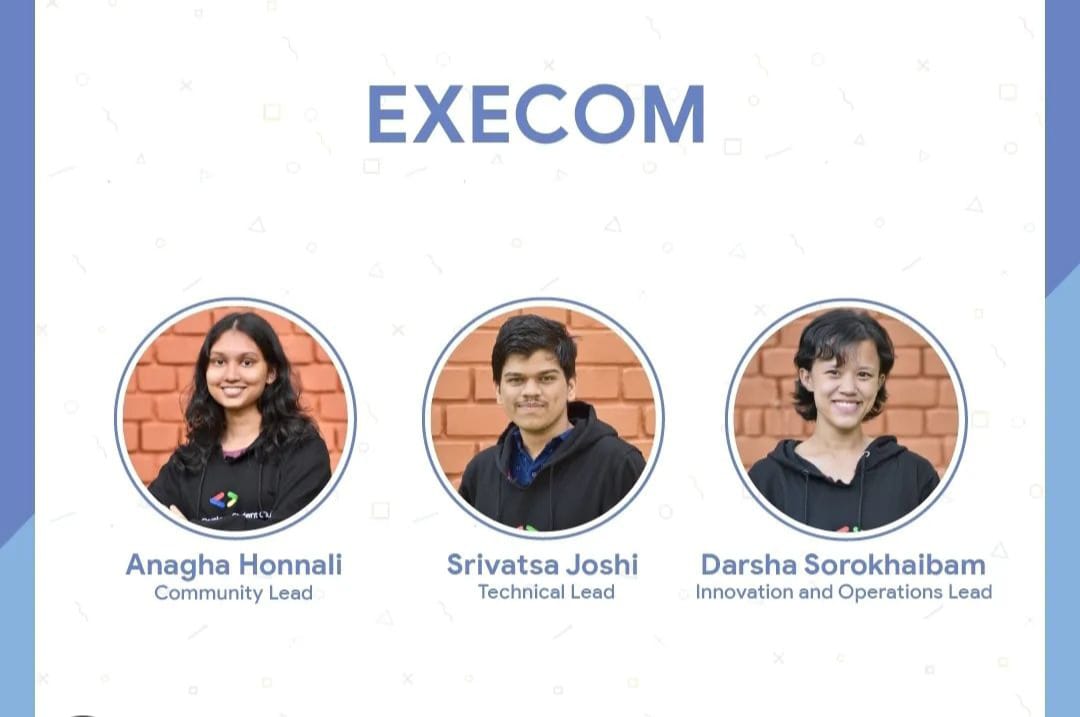 EXECOM
Anagha Honnali
Community Lead
Srivatsa Joshi
Technical Lead
Darsha Sorokhaibam
Innovation and Operations Lead